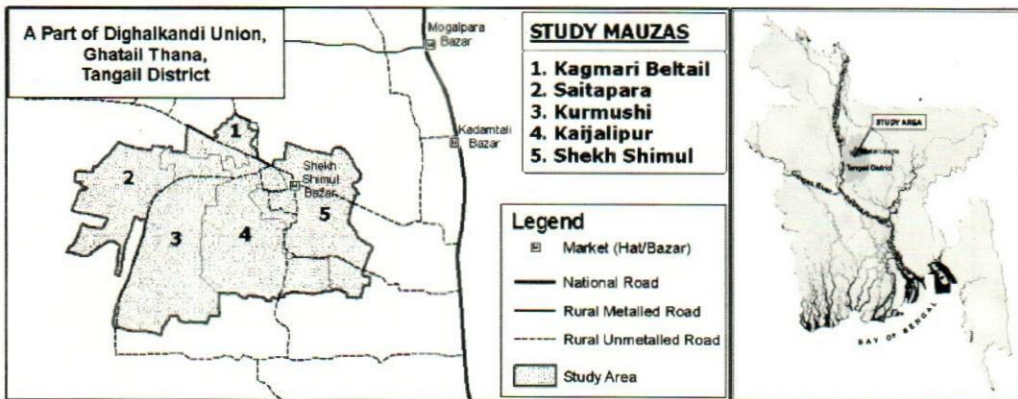 A Part of Dighalkandi Union,
Ghatail Thana,
Tangail District
Mogalpara
Bazar
Kadamtali
Bazar
Shekh
Shimul
Bazar
1
2
3
4
5
STUDY MAUZAS
1. Kagmari Beltail
2. Saitapara
3. Kurmushi
4. Kaijalipur
5. Shekh Shimul
Legend
M Market (Hat/Bazar)
National Road
Rural Metalled Road
Rural Unmetalled Road
Study Area
STUDY AREA
Tangail District
BAY OF BENGAL